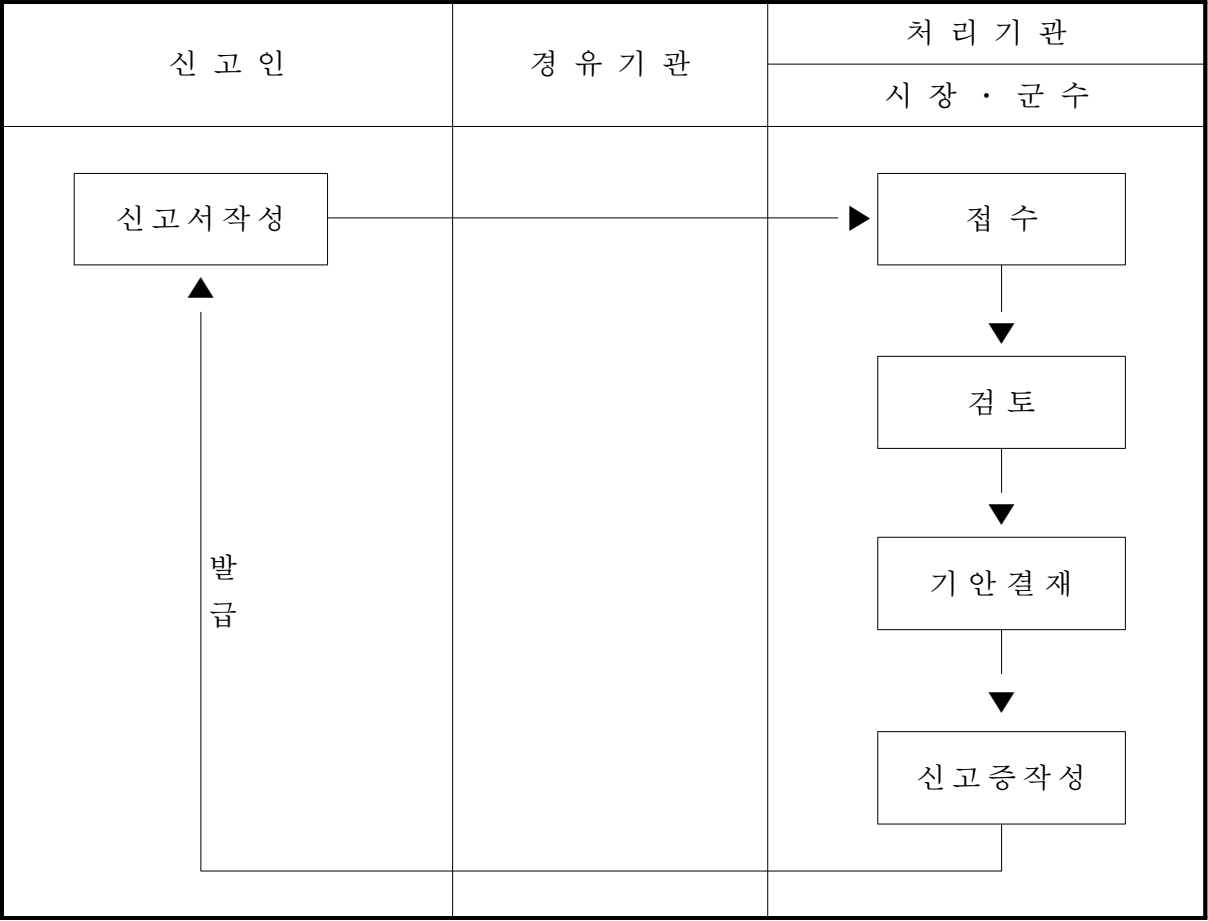 신 고 인
경 유 기 관
처 리 기 관
시 장 · 군 수
신고서작성
접 수
검 토
기안결재
신고증작성
발
급